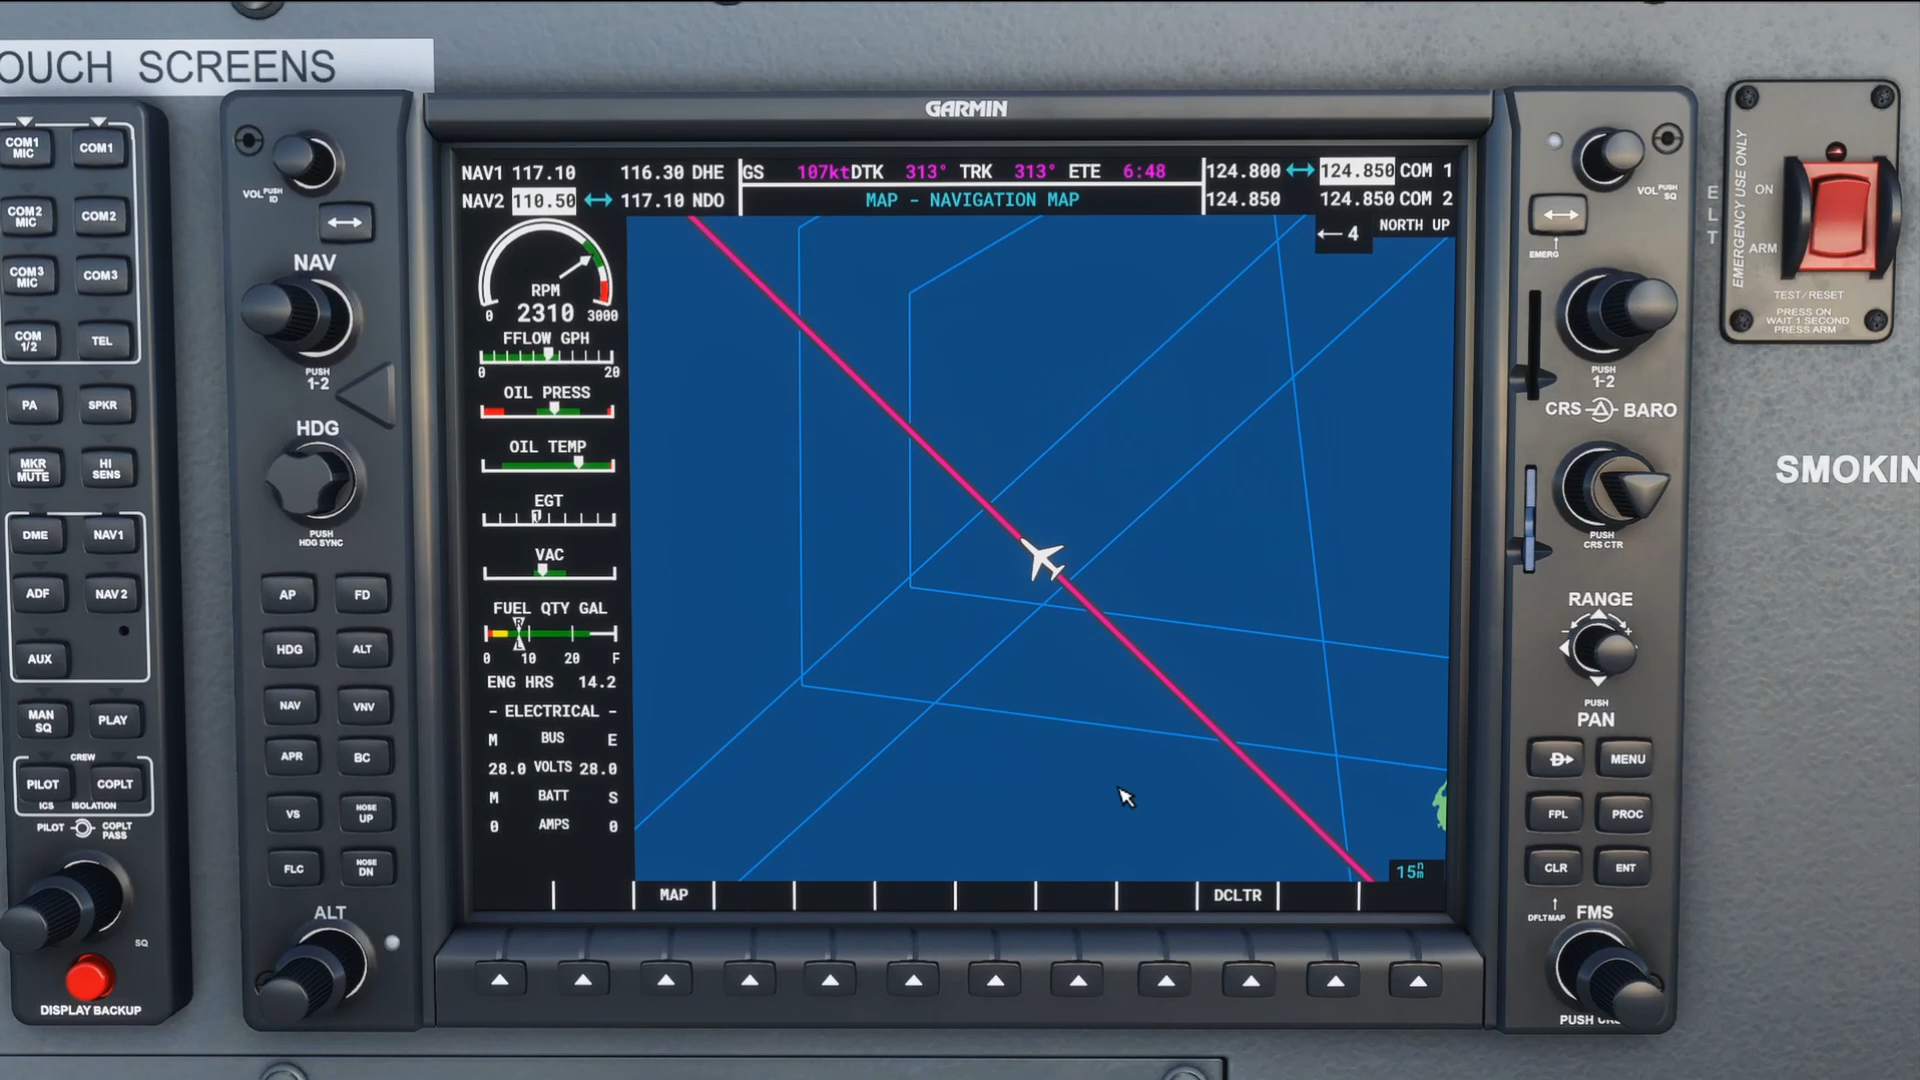 OUCH SCREENS
GARMIN
NAV1 117.10 116.30 DHE
NAV2 110.50 ↔ 117.10 NDO
GS 107kt DTK 313° TRK 313° ETE 6:48
MAP - NAVIGATION MAP
124.800 ↔ 124.850 COM 1
124.850 124.850 COM 2
NORTH UP
4
RPM
2310
0 3000
FFLOW GPH
0 20
OIL PRESS
OIL TEMP
EGT
VAC
FUEL QTY GAL
R
L
0 10 20 F
ENG HRS 14.2
- ELECTRICAL -
M BUS E
28.0 VOLTS 28.0
M BATT S
0 AMPS 0
15nm
MAP
DCLTR
COM1 MIC
COM1
COM2 MIC
COM2
COM3 MIC
COM3
COM 1/2
TEL
PA
SPKR
MKR MUTE
HI SENS
DME
NAV1
ADF
NAV 2
AUX
MAN SQ
PLAY
CREW
PILOT
COPLT
ICS ISOLATION
PILOT
COPLT PASS
SQ
DISPLAY BACKUP
VOL PUSH ID
NAV
PUSH
1-2
HDG
PUSH
HDG SYNC
AP
FD
HDG
ALT
NAV
VNV
APR
BC
VS
NOSE UP
FLC
NOSE DN
ALT
VOL PUSH SQ
EMERG
PUSH
1-2
CRS BARO
PUSH
CRS CTR
RANGE
- +
PUSH
PAN
D
MENU
FPL
PROC
CLR
ENT
DFLT MAP
FMS
PUSH
ELT
EMERGENCY USE ONLY
ON
ARM
TEST/RESET
PRESS ON
WAIT 1 SECOND
PRESS ARM
SMOKIN